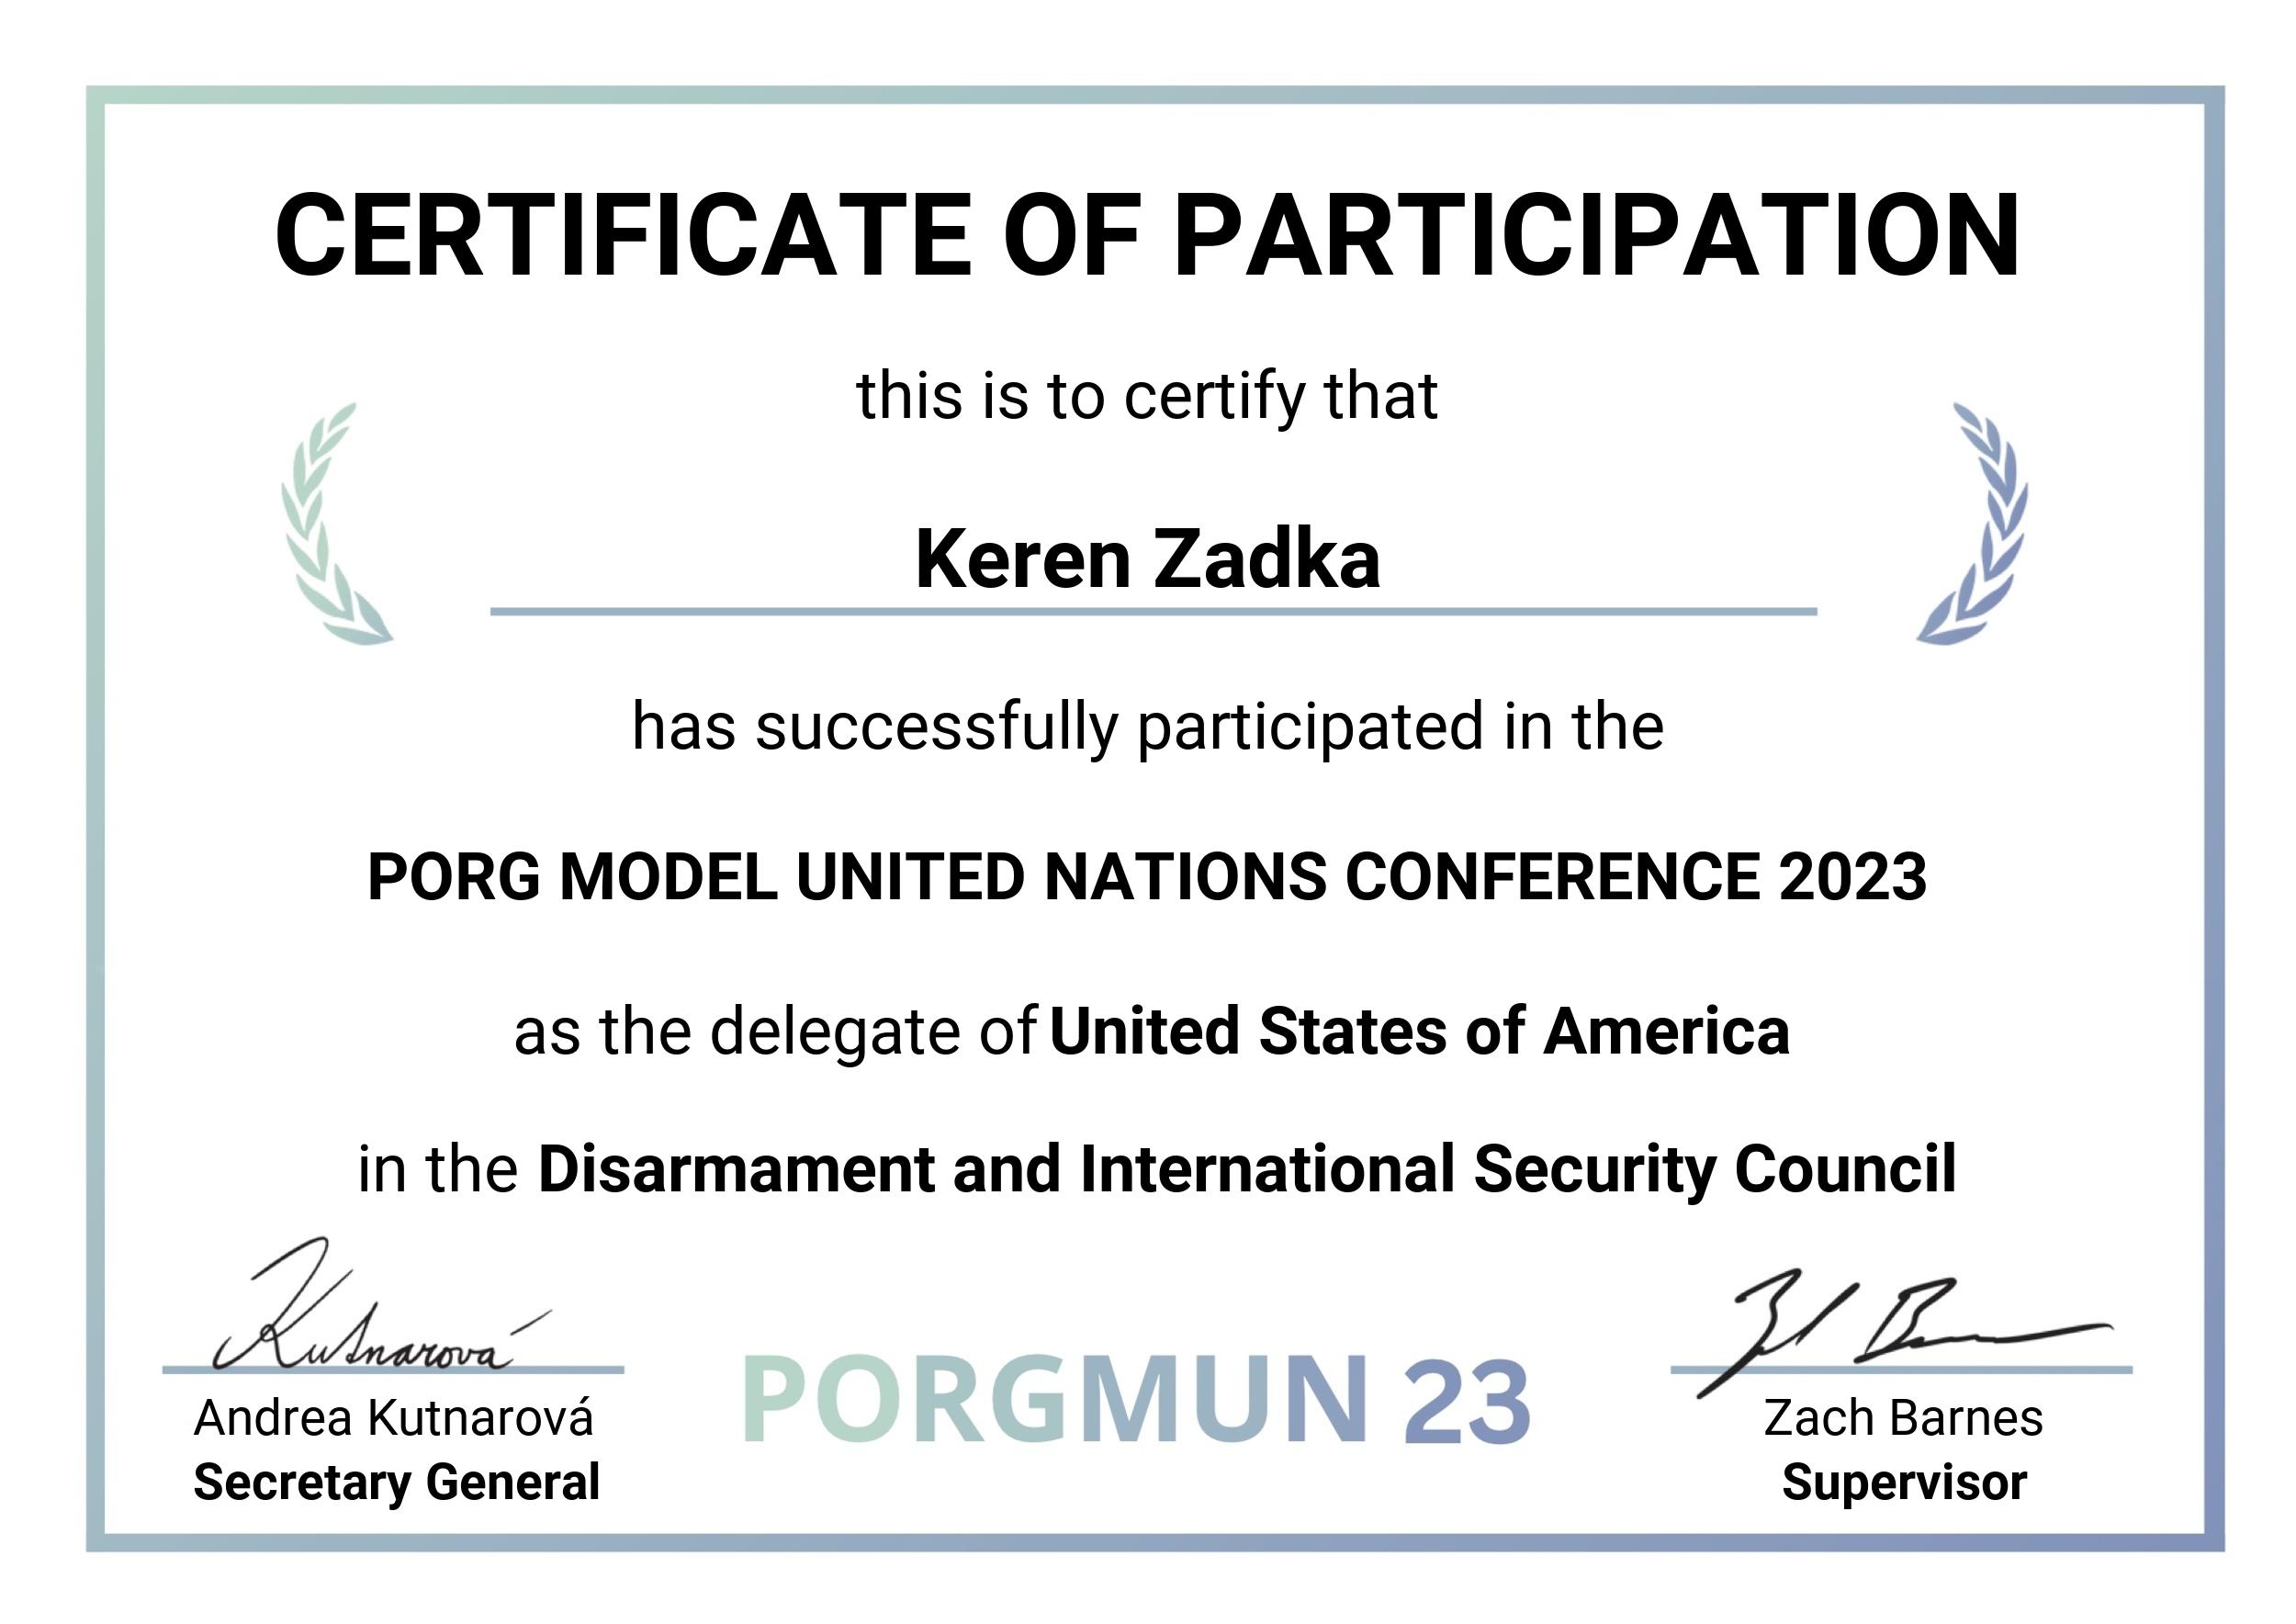 CERTIFICATE OF PARTICIPATION
this is to certify that
Keren Zadka
has successfully participated in the
PORG MODEL UNITED NATIONS CONFERENCE 2023
as the delegate of United States of America
in the Disarmament and International Security Council
Kutnarová
Andrea Kutnarová
Secretary General
PORGMUN 23
Zach Barnes
Supervisor